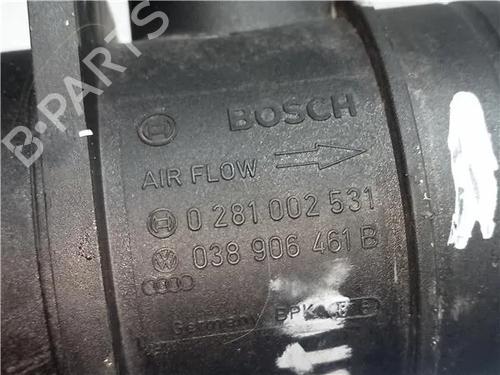 BOSCH
AIR FLOW
0 281 002 531
038 906 461 B
Germany
B-PARTS